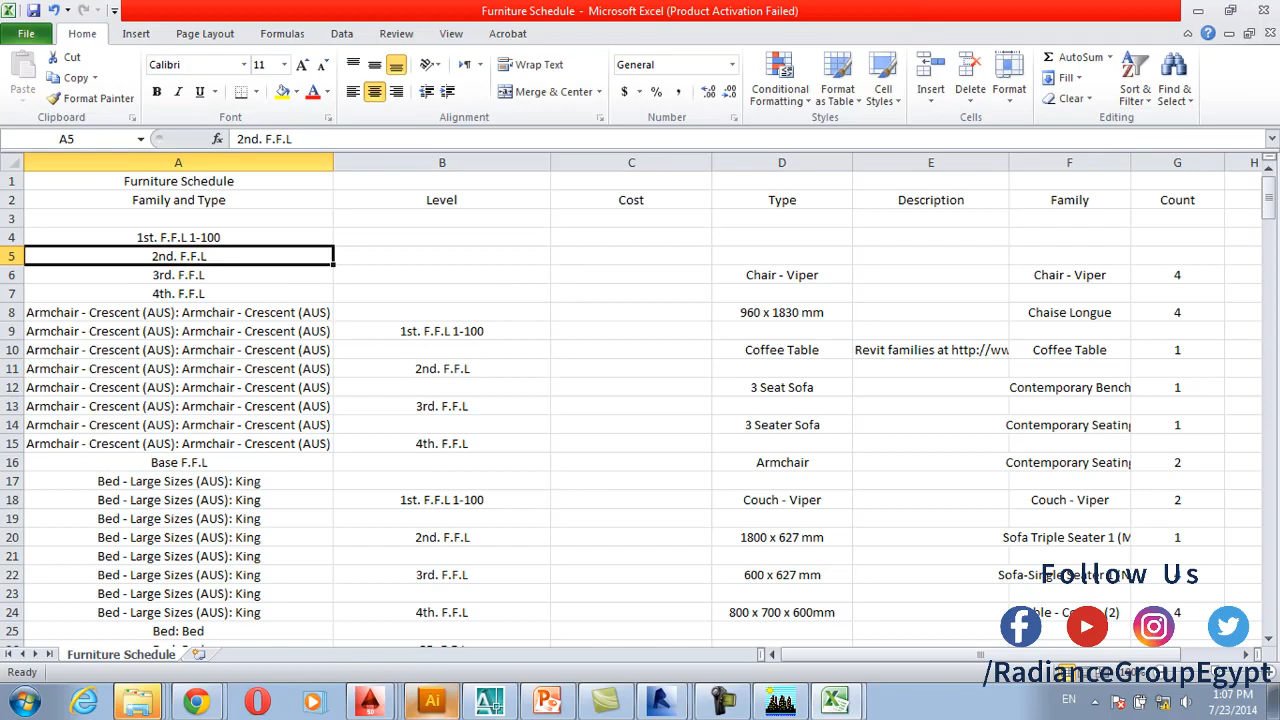 Furniture Schedule - Microsoft Excel (Product Activation Failed)
File Home Insert Page Layout Formulas Data Review View Acrobat
Paste
Cut
Copy
Format Painter
Clipboard
Calibri 11
B I U
Font
Wrap Text
Merge & Center
Alignment
General
$ % ,
Number
Conditional Formatting
Format as Table
Cell Styles
Styles
Insert Delete Format
Cells
AutoSum
Fill
Clear
Sort & Filter
Find & Select
Editing
A5 fx 2nd. F.F.L
A B C D E F G H
1 Furniture Schedule
2 Family and Type Level Cost Type Description Family Count
3
4 1st. F.F.L 1-100
5 2nd. F.F.L
6 3rd. F.F.L Chair - Viper Chair - Viper 4
7 4th. F.F.L
8 Armchair - Crescent (AUS): Armchair - Crescent (AUS) 960 x 1830 mm Chaise Longue 4
9 Armchair - Crescent (AUS): Armchair - Crescent (AUS) 1st. F.F.L 1-100
10 Armchair - Crescent (AUS): Armchair - Crescent (AUS) Coffee Table Revit families at http://ww Coffee Table 1
11 Armchair - Crescent (AUS): Armchair - Crescent (AUS) 2nd. F.F.L
12 Armchair - Crescent (AUS): Armchair - Crescent (AUS) 3 Seat Sofa Contemporary Bench 1
13 Armchair - Crescent (AUS): Armchair - Crescent (AUS) 3rd. F.F.L
14 Armchair - Crescent (AUS): Armchair - Crescent (AUS) 3 Seater Sofa Contemporary Seating 1
15 Armchair - Crescent (AUS): Armchair - Crescent (AUS) 4th. F.F.L
16 Base F.F.L Armchair Contemporary Seating 2
17 Bed - Large Sizes (AUS): King
18 Bed - Large Sizes (AUS): King 1st. F.F.L 1-100 Couch - Viper Couch - Viper 2
19 Bed - Large Sizes (AUS): King
20 Bed - Large Sizes (AUS): King 2nd. F.F.L 1800 x 627 mm Sofa Triple Seater 1 (M 1
21 Bed - Large Sizes (AUS): King
22 Bed - Large Sizes (AUS): King 3rd. F.F.L 600 x 627 mm Sofa-Single Seater
23 Bed - Large Sizes (AUS): King
24 Bed - Large Sizes (AUS): King 4th. F.F.L 800 x 700 x 600mm (2) 4
25 Bed: Bed
Follow Us
/RadianceGroupEgypt
Furniture Schedule
Ready
Ai
EN
1:07 PM
7/23/2014